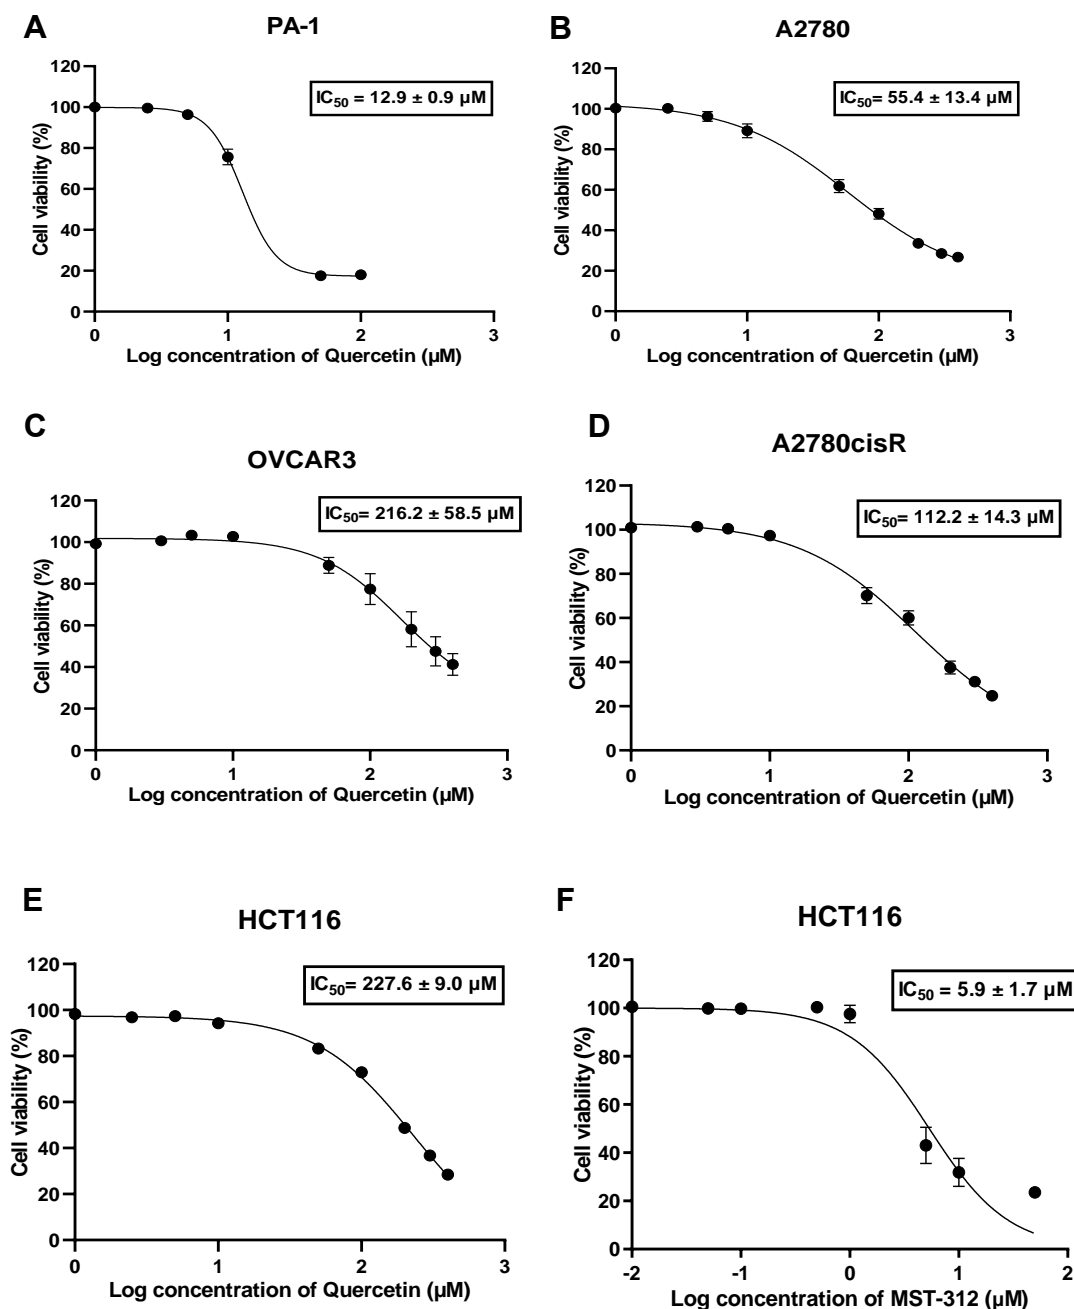 A
PA-1
IC50 = 12.9 ± 0.9 µM
Cell viability (%)
120
100
80
60
40
20
0
0 1 2 3
Log concentration of Quercetin (µM)
B
A2780
IC50= 55.4 ± 13.4 µM
Cell viability (%)
120
100
80
60
40
20
0
0 1 2 3
Log concentration of Quercetin (µM)
C
OVCAR3
IC50= 216.2 ± 58.5 µM
Cell viability (%)
120
100
80
60
40
20
0
0 1 2 3
Log concentration of Quercetin (µM)
D
A2780cisR
IC50= 112.2 ± 14.3 µM
Cell viability (%)
120
100
80
60
40
20
0
0 1 2 3
Log concentration of Quercetin (µM)
E
HCT116
IC50= 227.6 ± 9.0 µM
Cell viability (%)
120
100
80
60
40
20
0
0 1 2 3
Log concentration of Quercetin (µM)
F
HCT116
IC50 = 5.9 ± 1.7 µM
Cell viability (%)
120
100
80
60
40
20
0
-2 -1 0 1 2
Log concentration of MST-312 (µM)